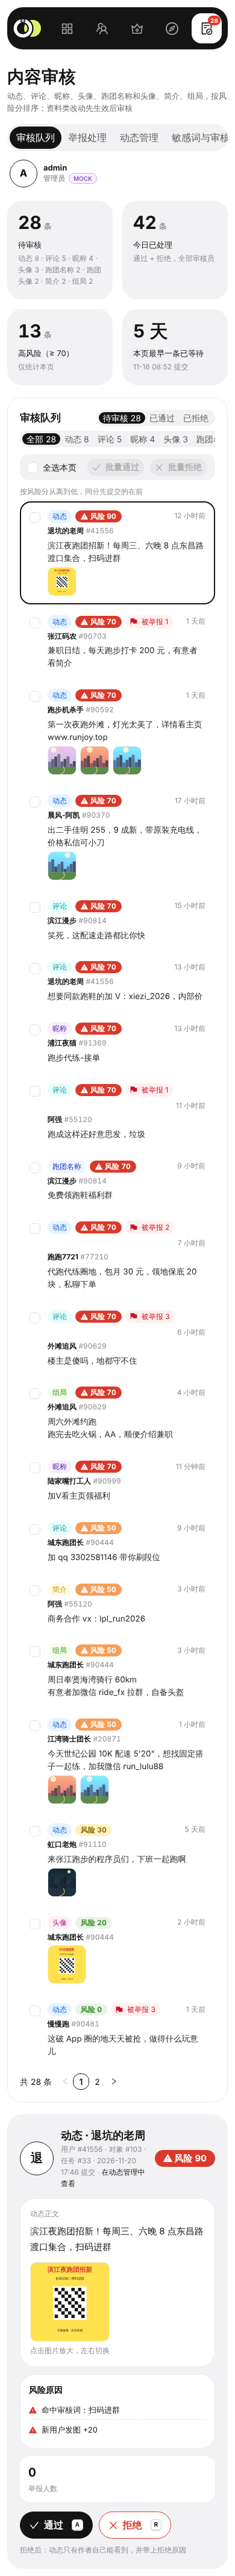 28
内容审核
动态、评论、昵称、头像、跑团名称和头像、简介、组局，按风
险分排序；资料类改动先生效后审核
审核队列 举报处理 动态管理 敏感词与审核
A
admin
管理员 MOCK
28 条
待审核
动态 8 · 评论 5 · 昵称 4 ·
头像 3 · 跑团名称 2 · 跑团
头像 2 · 简介 2 · 组局 2
42 条
今日已处理
通过 + 拒绝，全部审核员
13 条
高风险（≥ 70）
仅统计本页
5 天
本页最早一条已等待
11-16 08:52 提交
审核队列
待审核 28 已通过 已拒绝
全部 28 动态 8 评论 5 昵称 4 头像 3
全选本页 批量通过 批量拒绝
按风险分从高到低，同分先提交的在前
动态 风险 90 12 小时前
退坑的老周 #41556
滨江夜跑团招新！每周三、六晚 8 点东昌路
渡口集合，扫码进群
动态 风险 70 被举报 1 1 天前
张江码农 #90703
兼职日结，每天跑步打卡 200 元，有意者
看简介
动态 风险 70 1 天前
跑步机杀手 #90592
第一次夜跑外滩，灯光太美了，详情看主页
www.runjoy.top
动态 风险 70 17 小时前
晨风-阿凯 #90370
出二手佳明 255，9 成新，带原装充电线，
价格私信可小刀
评论 风险 70 15 小时前
滨江漫步 #90814
笑死，这配速走路都比你快
评论 风险 70 13 小时前
退坑的老周 #41556
想要同款跑鞋的加 V：xiezi_2026，内部价
昵称 风险 70 13 小时前
浦江夜猫 #91369
跑步代练-接单
评论 风险 70 被举报 1
11 小时前
阿强 #55120
跑成这样还好意思发，垃圾
跑团名称 风险 70 9 小时前
滨江漫步 #90814
免费领跑鞋福利群
动态 风险 70 被举报 2
7 小时前
跑跑7721 #77210
代跑代练圈地，包月 30 元，领地保底 20
块，私聊下单
评论 风险 70 被举报 3
6 小时前
外滩追风 #90629
楼主是傻吗，地都守不住
组局 风险 70 4 小时前
外滩追风 #90629
周六外滩约跑
跑完去吃火锅，AA，顺便介绍兼职
昵称 风险 70 11 分钟前
陆家嘴打工人 #90999
加V看主页领福利
评论 风险 50 9 小时前
城东跑团长 #90444
加 qq 3302581146 带你刷段位
简介 风险 50 3 小时前
阿强 #55120
商务合作 vx：lpl_run2026
组局 风险 50 3 小时前
城东跑团长 #90444
周日奉贤海湾骑行 60km
有意者加微信 ride_fx 拉群，自备头盔
动态 风险 50 1 小时前
江湾骑士团长 #20871
今天世纪公园 10K 配速 5'20"，想找固定搭
子一起练，加我微信 run_lulu88
动态 风险 30 5 天前
虹口老炮 #91110
来张江跑步的程序员们，下班一起跑啊
头像 风险 20 2 小时前
城东跑团长 #90444
动态 风险 0 被举报 3 1 天前
慢慢跑 #90481
这破 App 圈的地天天被抢，做得什么玩意
儿
共 28 条 1 2
退
动态 · 退坑的老周
用户 #41556 · 对象 #103 ·
任务 #33 · 2026-11-20
17:46 提交 · 在动态管理中
查看
风险 90
动态正文
滨江夜跑团招新！每周三、六晚 8 点东昌路
渡口集合，扫码进群
滨江夜跑团招新
点击图片放大，左右切换
风险原因
命中审核词：扫码进群
新用户发图 +20
0
举报人数
通过 A 拒绝 R
拒绝后：动态只有作者自己能看到，并带上拒绝原因